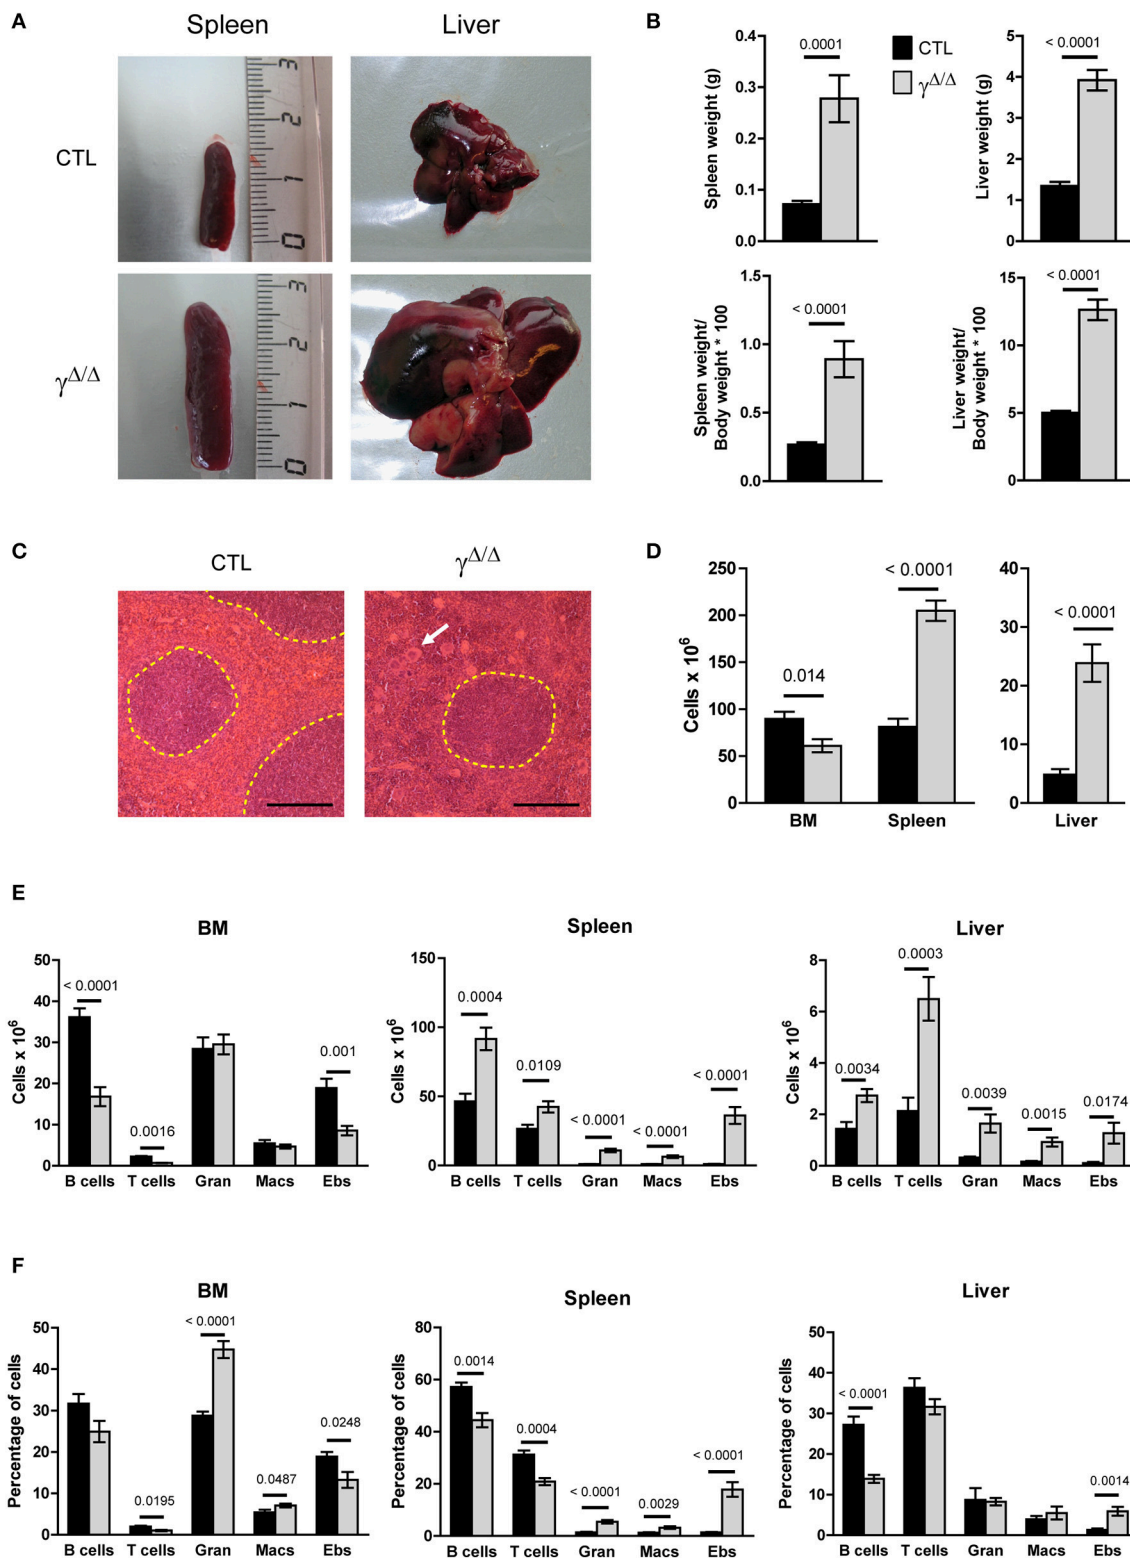 A
Spleen
Liver
CTL
γΔ/Δ
3
2
1
0
3
2
1
0
B
CTL
γΔ/Δ
Spleen weight (g)
0.4
0.3
0.2
0.1
0.0
0.0001
Liver weight (g)
5
4
3
2
1
0
< 0.0001
Spleen weight/
Body weight * 100
1.5
1.0
0.5
0.0
< 0.0001
Liver weight/
Body weight * 100
15
10
5
0
< 0.0001
C
CTL
γΔ/Δ
D
Cells x 10⁶
250
200
150
100
50
0
0.014
< 0.0001
BM
Spleen
40
30
20
10
0
< 0.0001
Liver
E
BM
Cells x 10⁶
50
40
30
20
10
0
< 0.0001
0.0016
0.001
B cells T cells Gran Macs Ebs
Spleen
Cells x 10⁶
150
100
50
0
0.0004
0.0109
< 0.0001
< 0.0001
< 0.0001
B cells T cells Gran Macs Ebs
Liver
Cells x 10⁶
8
6
4
2
0
0.0034
0.0003
0.0039
0.0015
0.0174
B cells T cells Gran Macs Ebs
F
BM
Percentage of cells
50
40
30
20
10
0
0.0195
< 0.0001
0.0487
0.0248
B cells T cells Gran Macs Ebs
Spleen
Percentage of cells
80
60
40
20
0
0.0014
0.0004
< 0.0001
0.0029
< 0.0001
B cells T cells Gran Macs Ebs
Liver
Percentage of cells
50
40
30
20
10
0
< 0.0001
0.0014
B cells T cells Gran Macs Ebs